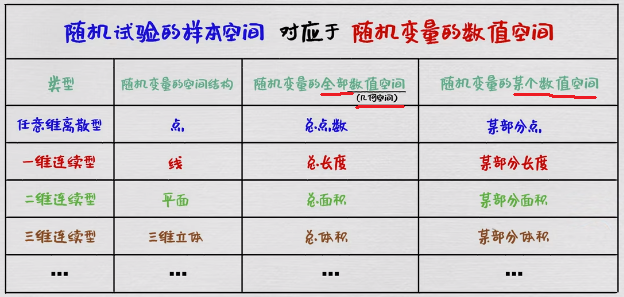 随机试验的样本空间 对应于 随机变量的数值空间
类型 随机变量的空间结构 随机变量的全部数值空间 随机变量的某个数值空间
(几何空间)
任意维离散型 点 总点数 某部分点
一维连续型 线 总长度 某部分长度
二维连续型 平面 总面积 某部分面积
三维连续型 三维立体 总体积 某部分体积
... ... ... ...